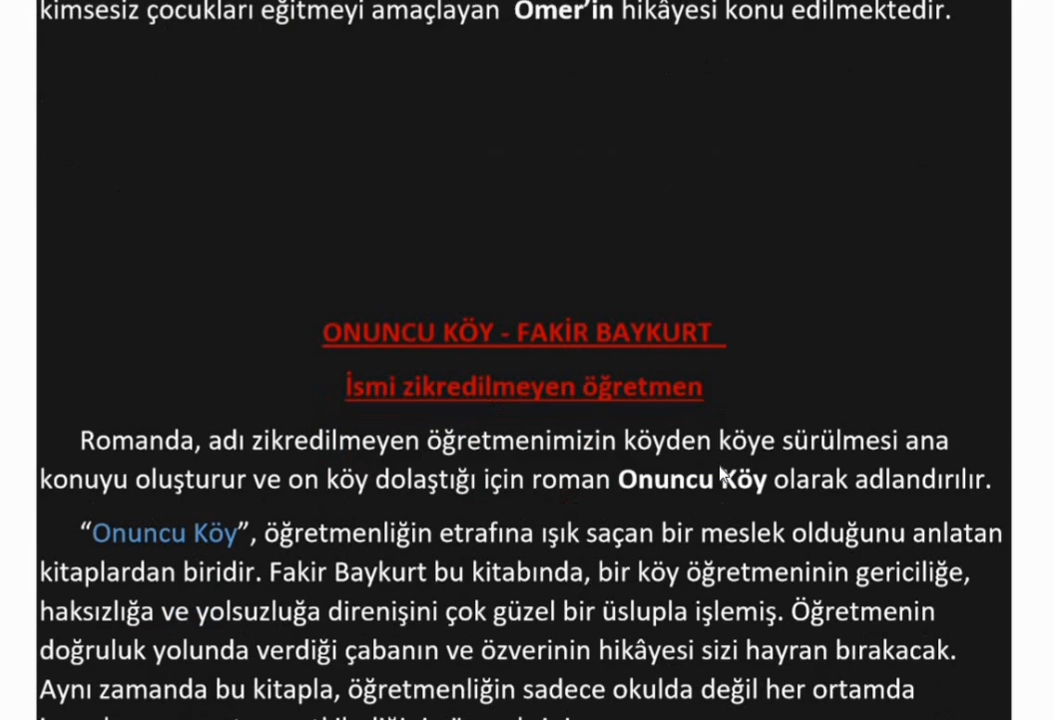 kimsesiz çocukları eğitmeyi amaçlayan Ömer’in hikâyesi konu edilmektedir.
ONUNCU KÖY - FAKİR BAYKURT
İsmi zikredilmeyen öğretmen
Romanda, adı zikredilmeyen öğretmenimizin köyden köye sürülmesi ana
konuyu oluşturur ve on köy dolaştığı için roman Onuncu Köy olarak adlandırılır.
“Onuncu Köy”, öğretmenliğin etrafına ışık saçan bir meslek olduğunu anlatan
kitaplardan biridir. Fakir Baykurt bu kitabında, bir köy öğretmeninin gericiliğe,
haksızlığa ve yolsuzluğa direnişini çok güzel bir üslupla işlemiş. Öğretmenin
doğruluk yolunda verdiği çabanın ve özverinin hikâyesi sizi hayran bırakacak.
Aynı zamanda bu kitapla, öğretmenliğin sadece okulda değil her ortamda